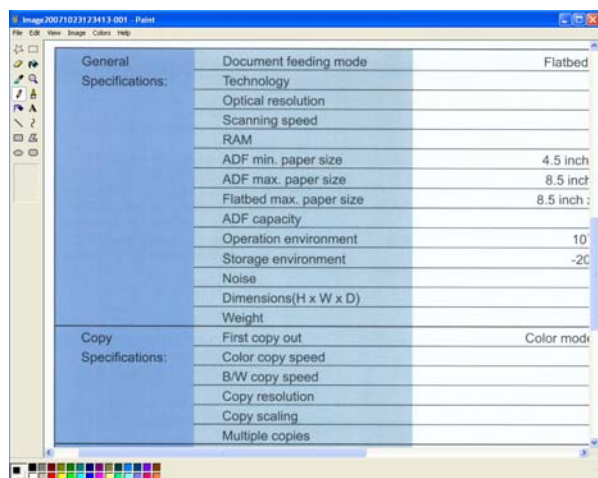 Image20071023123413-001 - Paint
File Edit View Image Colors Help
General Document feeding mode Flatbed
Specifications: Technology
Optical resolution
Scanning speed
RAM
ADF min. paper size 4.5 inch
ADF max. paper size 8.5 inch
Flatbed max. paper size 8.5 inch
ADF capacity
Operation environment 10
Storage environment -20
Noise
Dimensions(H x W x D)
Weight
Copy First copy out Color mode
Specifications: Color copy speed
B/W copy speed
Copy resolution
Copy scaling
Multiple copies